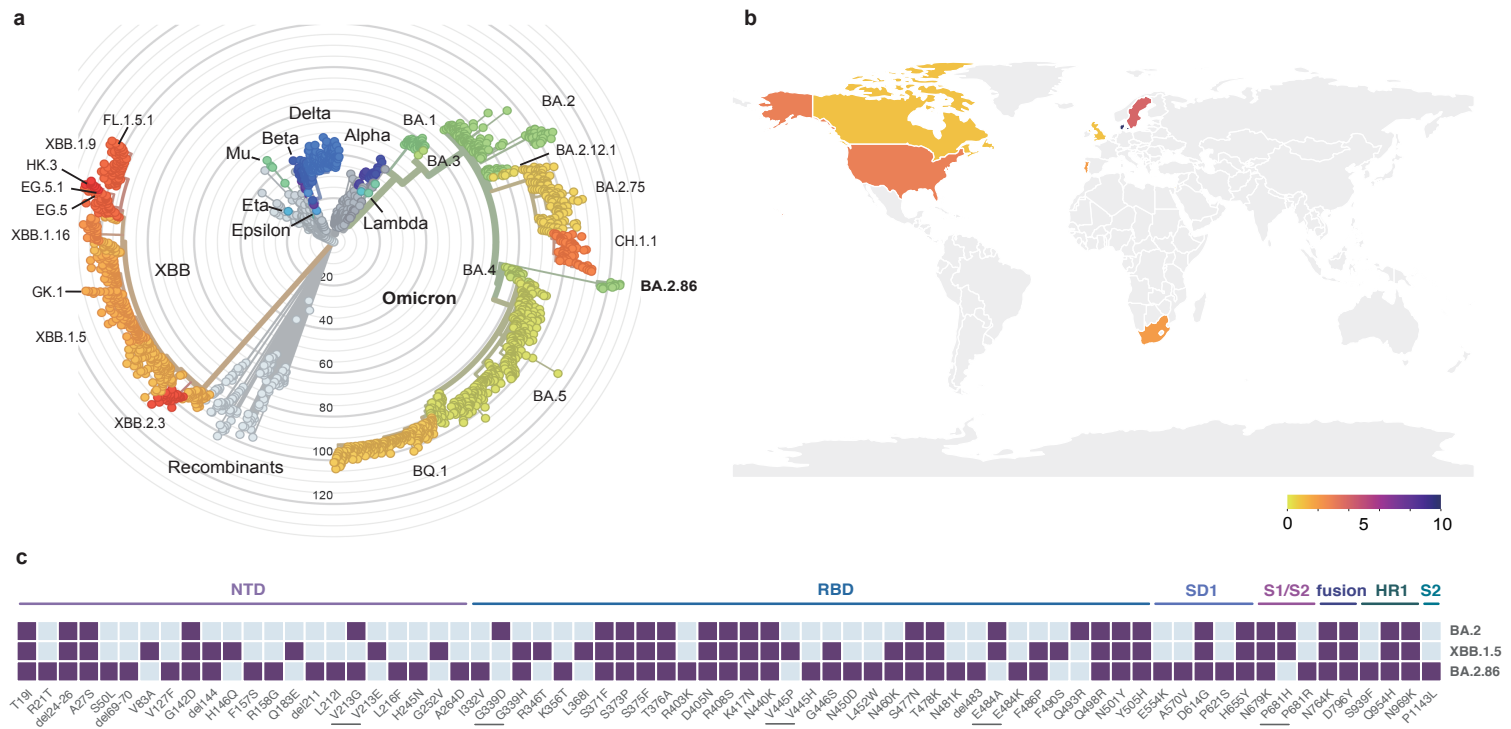 a
b
FL.1.5.1
XBB.1.9
HK.3
EG.5.1
EG.5
XBB.1.16
GK.1
XBB.1.5
XBB.2.3
XBB
Recombinants
Mu
Beta
Delta
Alpha
Eta
Epsilon
Lambda
BA.1
BA.3
BA.2
BA.2.12.1
BA.2.75
CH.1.1
BA.4
BA.2.86
Omicron
BA.5
BQ.1
20
40
60
80
100
120
0 5 10
c
NTD RBD SD1 S1/S2 fusion HR1 S2
BA.2
XBB.1.5
BA.2.86
T19I R21T del24-26 A27S S50L del69-70 V83A V127F G142D del144 H146Q F157S R158G Q183E del211 L212I V213G V213E L216F H245N G252V A264D I332V G339D G339H R346T K356T L368I S371F S373P S375F T376A R403K D405N R408S K417N N440K V445P V445H G446S N450D L452W N460K S477N T478K N481K del483 E484A E484K F486P F490S Q493R Q498R N501Y Y505H E554K A570V D614G P621S H655Y N679K P681H P681R N764K D796Y S939F Q954H N969K P1143L